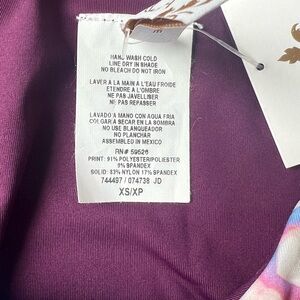 HAND WASH COLD
LINE DRY IN SHADE
NO BLEACH DO NOT IRON
LAVER A LA MAIN A L'EAU FROIDE
ETENDRE A L'OMBRE
NE PAS JAVELLISER
NE PAS REPASSER
LAVADO A MANO CON AQUA FRIA
COLGAR A SECAR EN LA SOMBRA
NO USE BLANQUEADOR
NO PLANCHAR
ASSEMBLED IN MEXICO
RN# 59626
PRINT: 91% POLYESTER/POLIESTER
9% SPANDEX
SOLID: 83% NYLON 17% SPANDEX
744497 / 074738 JD
XS/XP